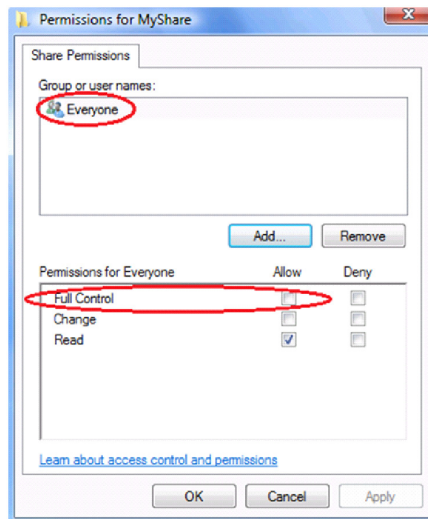 Permissions for MyShare
Share Permissions
Group or user names:
Everyone
Add... Remove
Permissions for Everyone Allow Deny
Full Control
Change
Read
Learn about access control and permissions
OK Cancel Apply